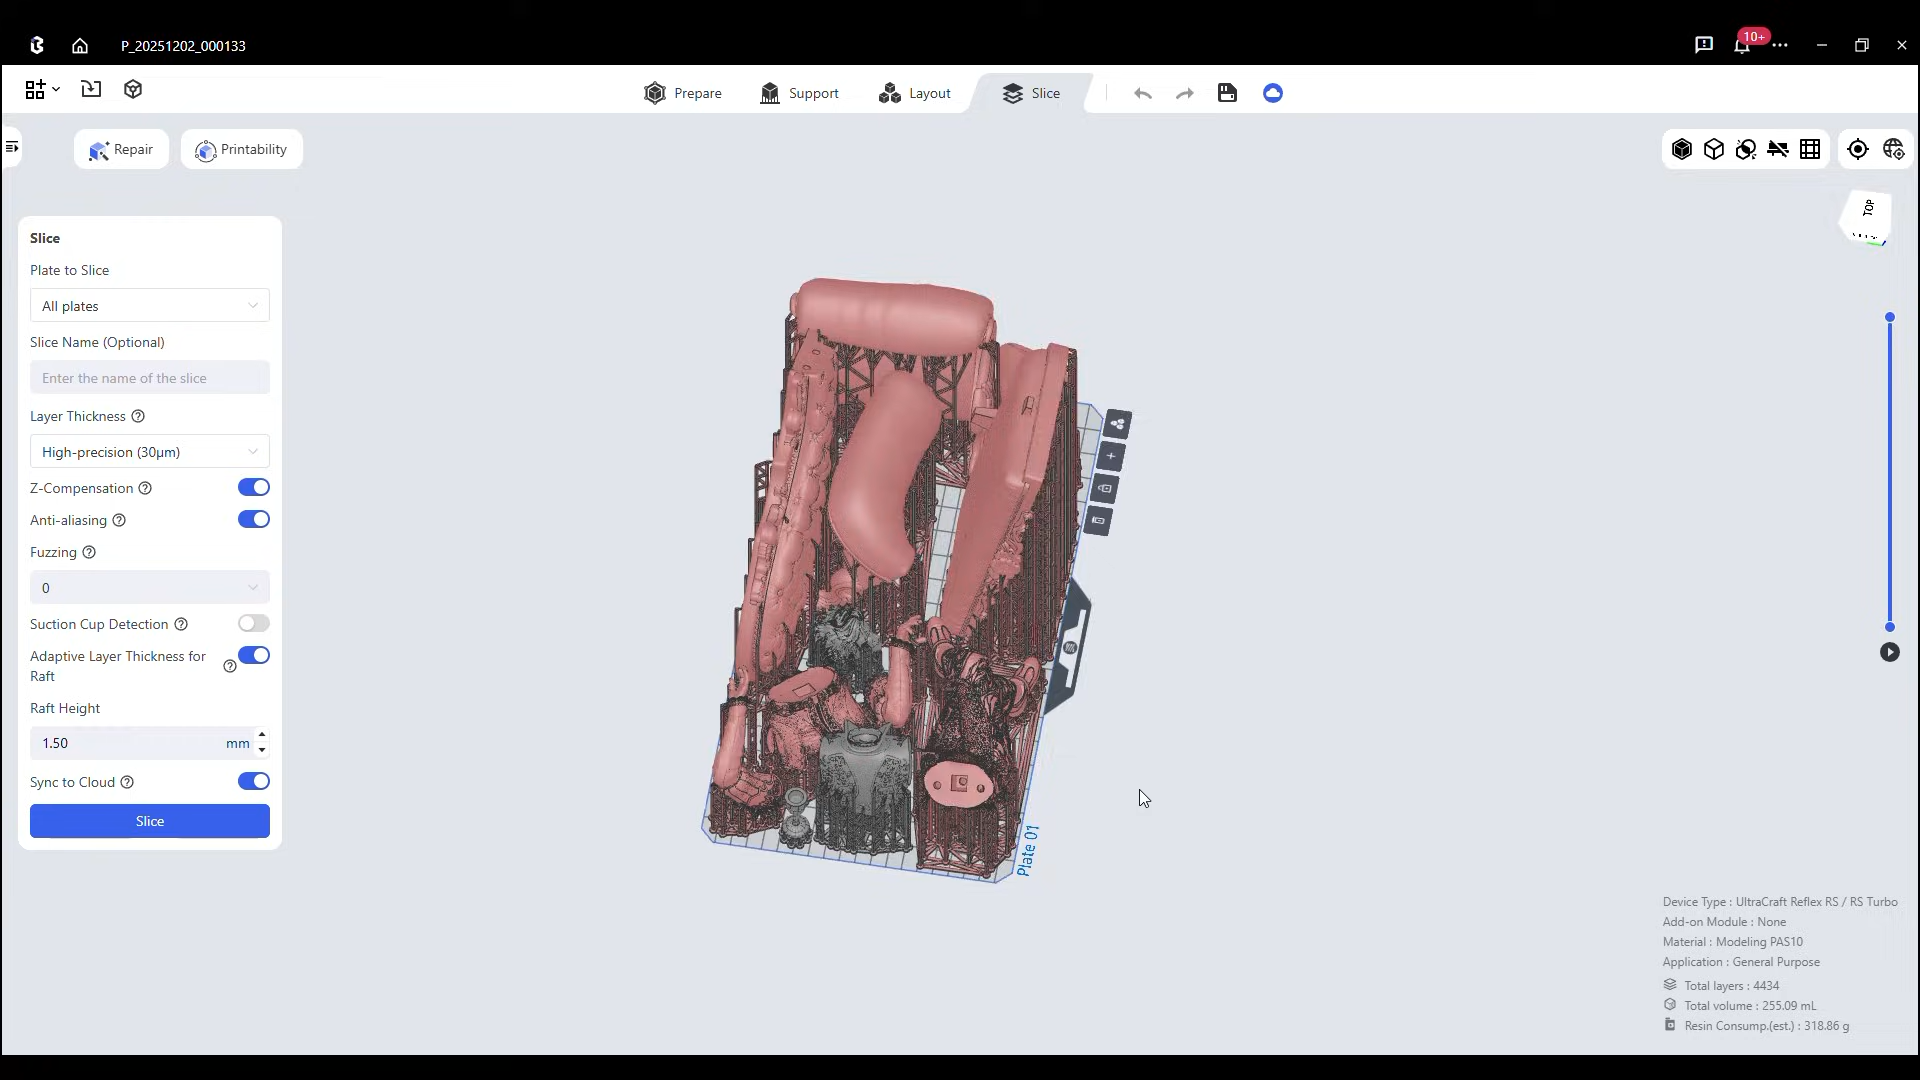 P_20251202_000133
10+
Prepare
Support
Layout
Slice
Repair
Printability
TOP
Slice
Plate to Slice
All plates
Slice Name (Optional)
Enter the name of the slice
Layer Thickness
High-precision (30μm)
Z-Compensation
Anti-aliasing
Fuzzing
0
Suction Cup Detection
Adaptive Layer Thickness for
Raft
Raft Height
1.50 mm
Sync to Cloud
Slice
Plate 01
Device Type : UltraCraft Reflex RS / RS Turbo
Add-on Module : None
Material : Modeling PAS10
Application : General Purpose
Total layers : 4434
Total volume : 255.09 mL
Resin Consump.(est.) : 318.86 g